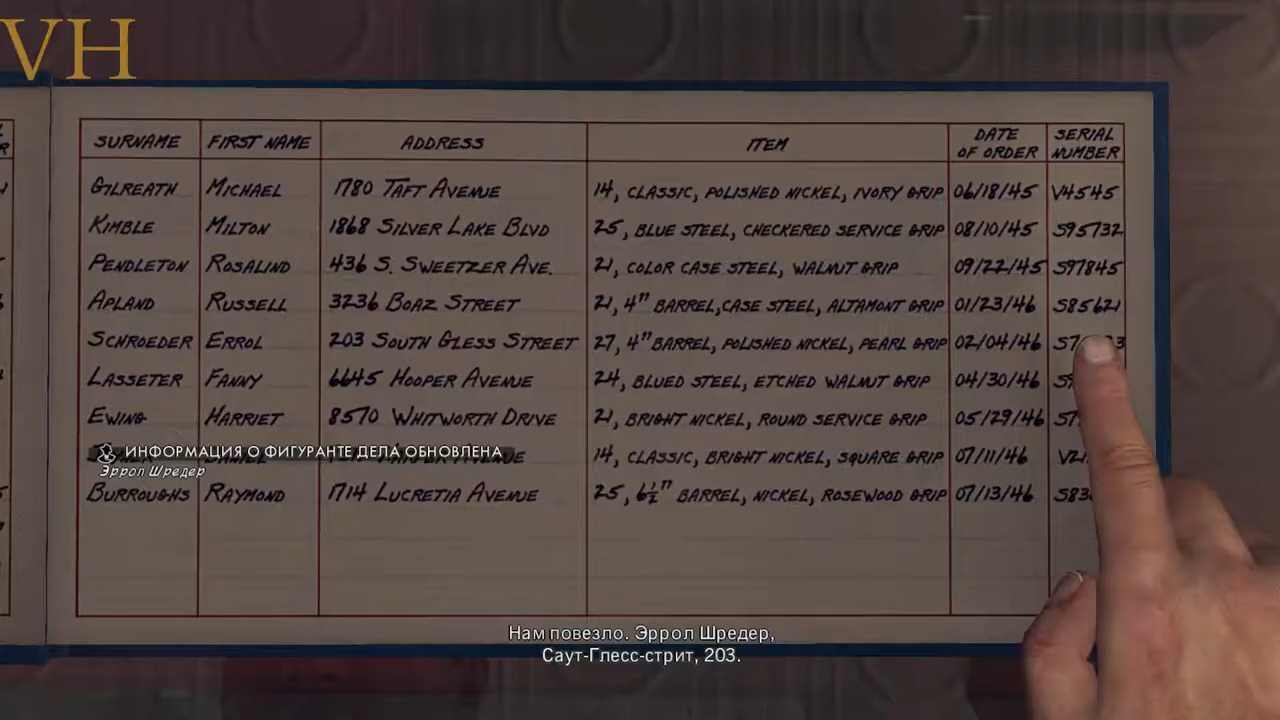 VH
SURNAME FIRST NAME ADDRESS ITEM DATE OF ORDER SERIAL NUMBER
GILREATH MICHAEL 1780 TAFT AVENUE 14, CLASSIC, POLISHED NICKEL, IVORY GRIP 06/18/45 V4545
KIMBLE MILTON 1868 SILVER LAKE BLVD 25, BLUE STEEL, CHECKERED SERVICE GRIP 08/10/45 S95732
PENDLETON ROSALIND 436 S. SWEETZER AVE. 21, COLOR CASE STEEL, WALNUT GRIP 09/22/45 S97845
APLAND RUSSELL 3236 BOAZ STREET 21, 4" BARREL, CASE STEEL, ALTAMONT GRIP 01/23/46 S85621
SCHROEDER ERROL 203 SOUTH GLESS STREET 27, 4" BARREL, POLISHED NICKEL, PEARL GRIP 02/04/46
LASSETER FANNY 6645 HOOPER AVENUE 24, BLUED STEEL, ETCHED WALNUT GRIP 04/30/46
EWING HARRIET 8570 WHITWORTH DRIVE 21, BRIGHT NICKEL, ROUND SERVICE GRIP 05/29/46
ИНФОРМАЦИЯ О ФИГУРАНТЕ ДЕЛА ОБНОВЛЕНА
Эррол Шредер
AVENUE 14, CLASSIC, BRIGHT NICKEL, SQUARE GRIP 07/11/46
BURROUGHS RAYMOND 1714 LUCRETIA AVENUE 25, 6½" BARREL, NICKEL, ROSEWOOD GRIP 07/13/46
Нам повезло. Эррол Шредер,
Саут-Глесс-стрит, 203.